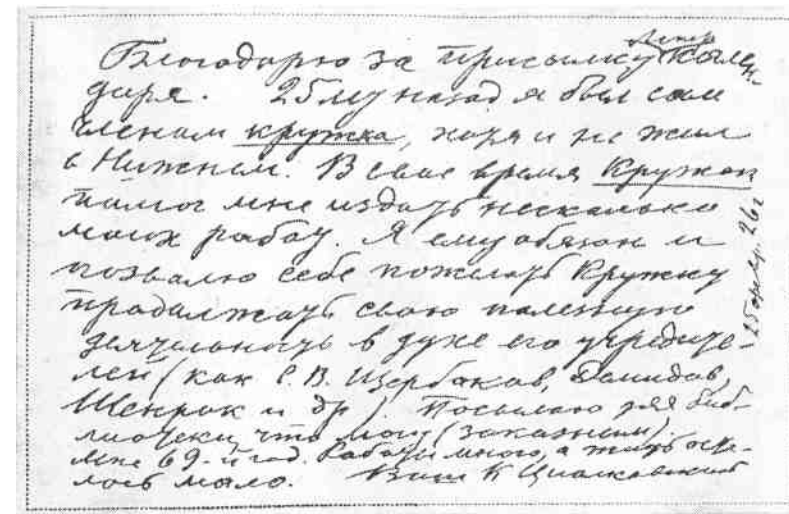 Астр.
Благодарю за присылку Кален-
даря. 25 лет назад я был сам
членом кружка, хотя и не жил
в Нижнем. В свое время Кружок
помог мне издать несколько
моих работ. Я ему обязан и
позволю себе пожелать Кружку
продолжать свою полезную
деятельность в духе его учредите-
лей (как С. В. Щербаков, Демидов,
Шенрок и др.). Посылаю для биб-
лиотеки, что могу (заказным).
Мне 69-й год. Работы много, а жить оста-
лось мало. Ваш К Циолковский
26 г